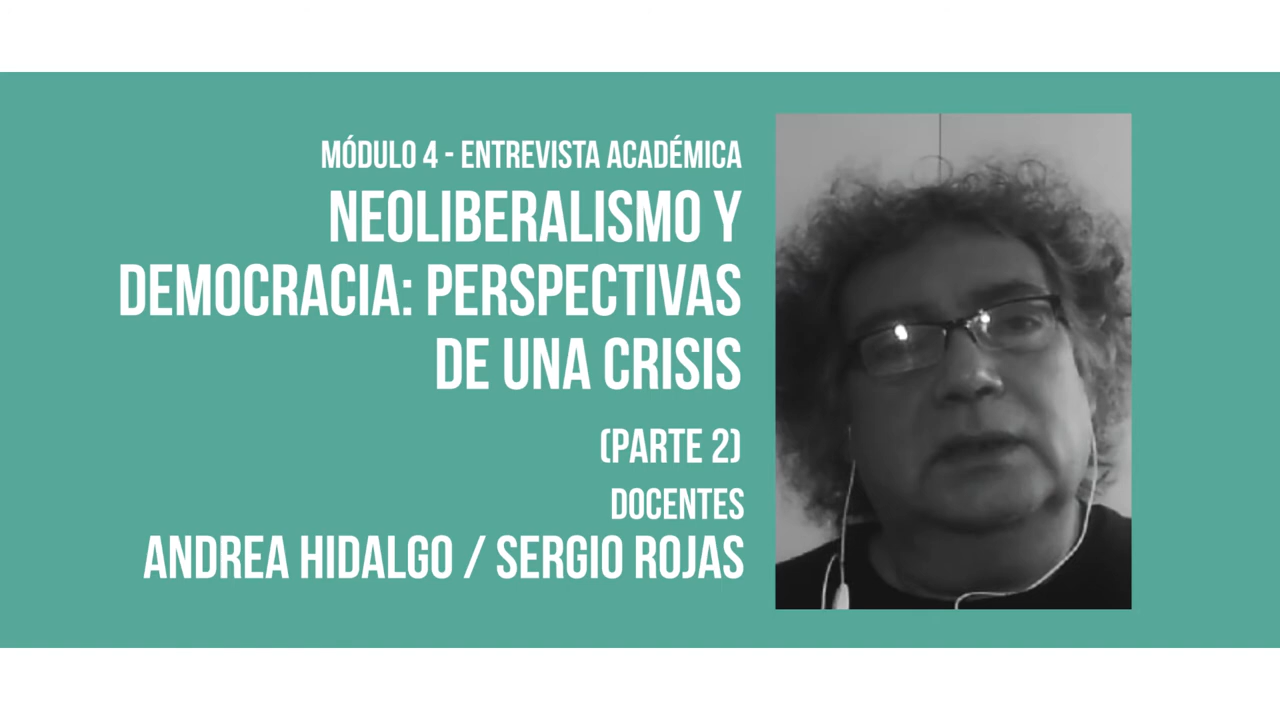 MÓDULO 4 - ENTREVISTA ACADÉMICA
NEOLIBERALISMO Y
DEMOCRACIA: PERSPECTIVAS
DE UNA CRISIS
(PARTE 2)
DOCENTES
ANDREA HIDALGO / SERGIO ROJAS